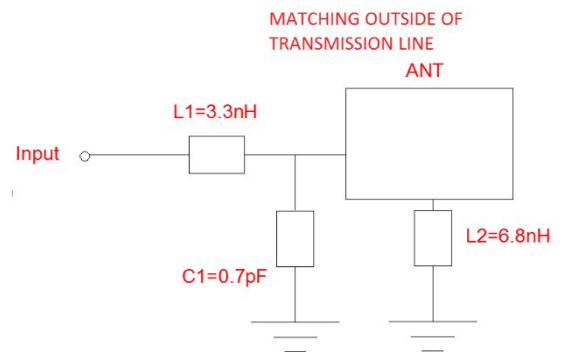 MATCHING OUTSIDE OF
TRANSMISSION LINE
ANT
L1=3.3nH
Input
L2=6.8nH
C1=0.7pF